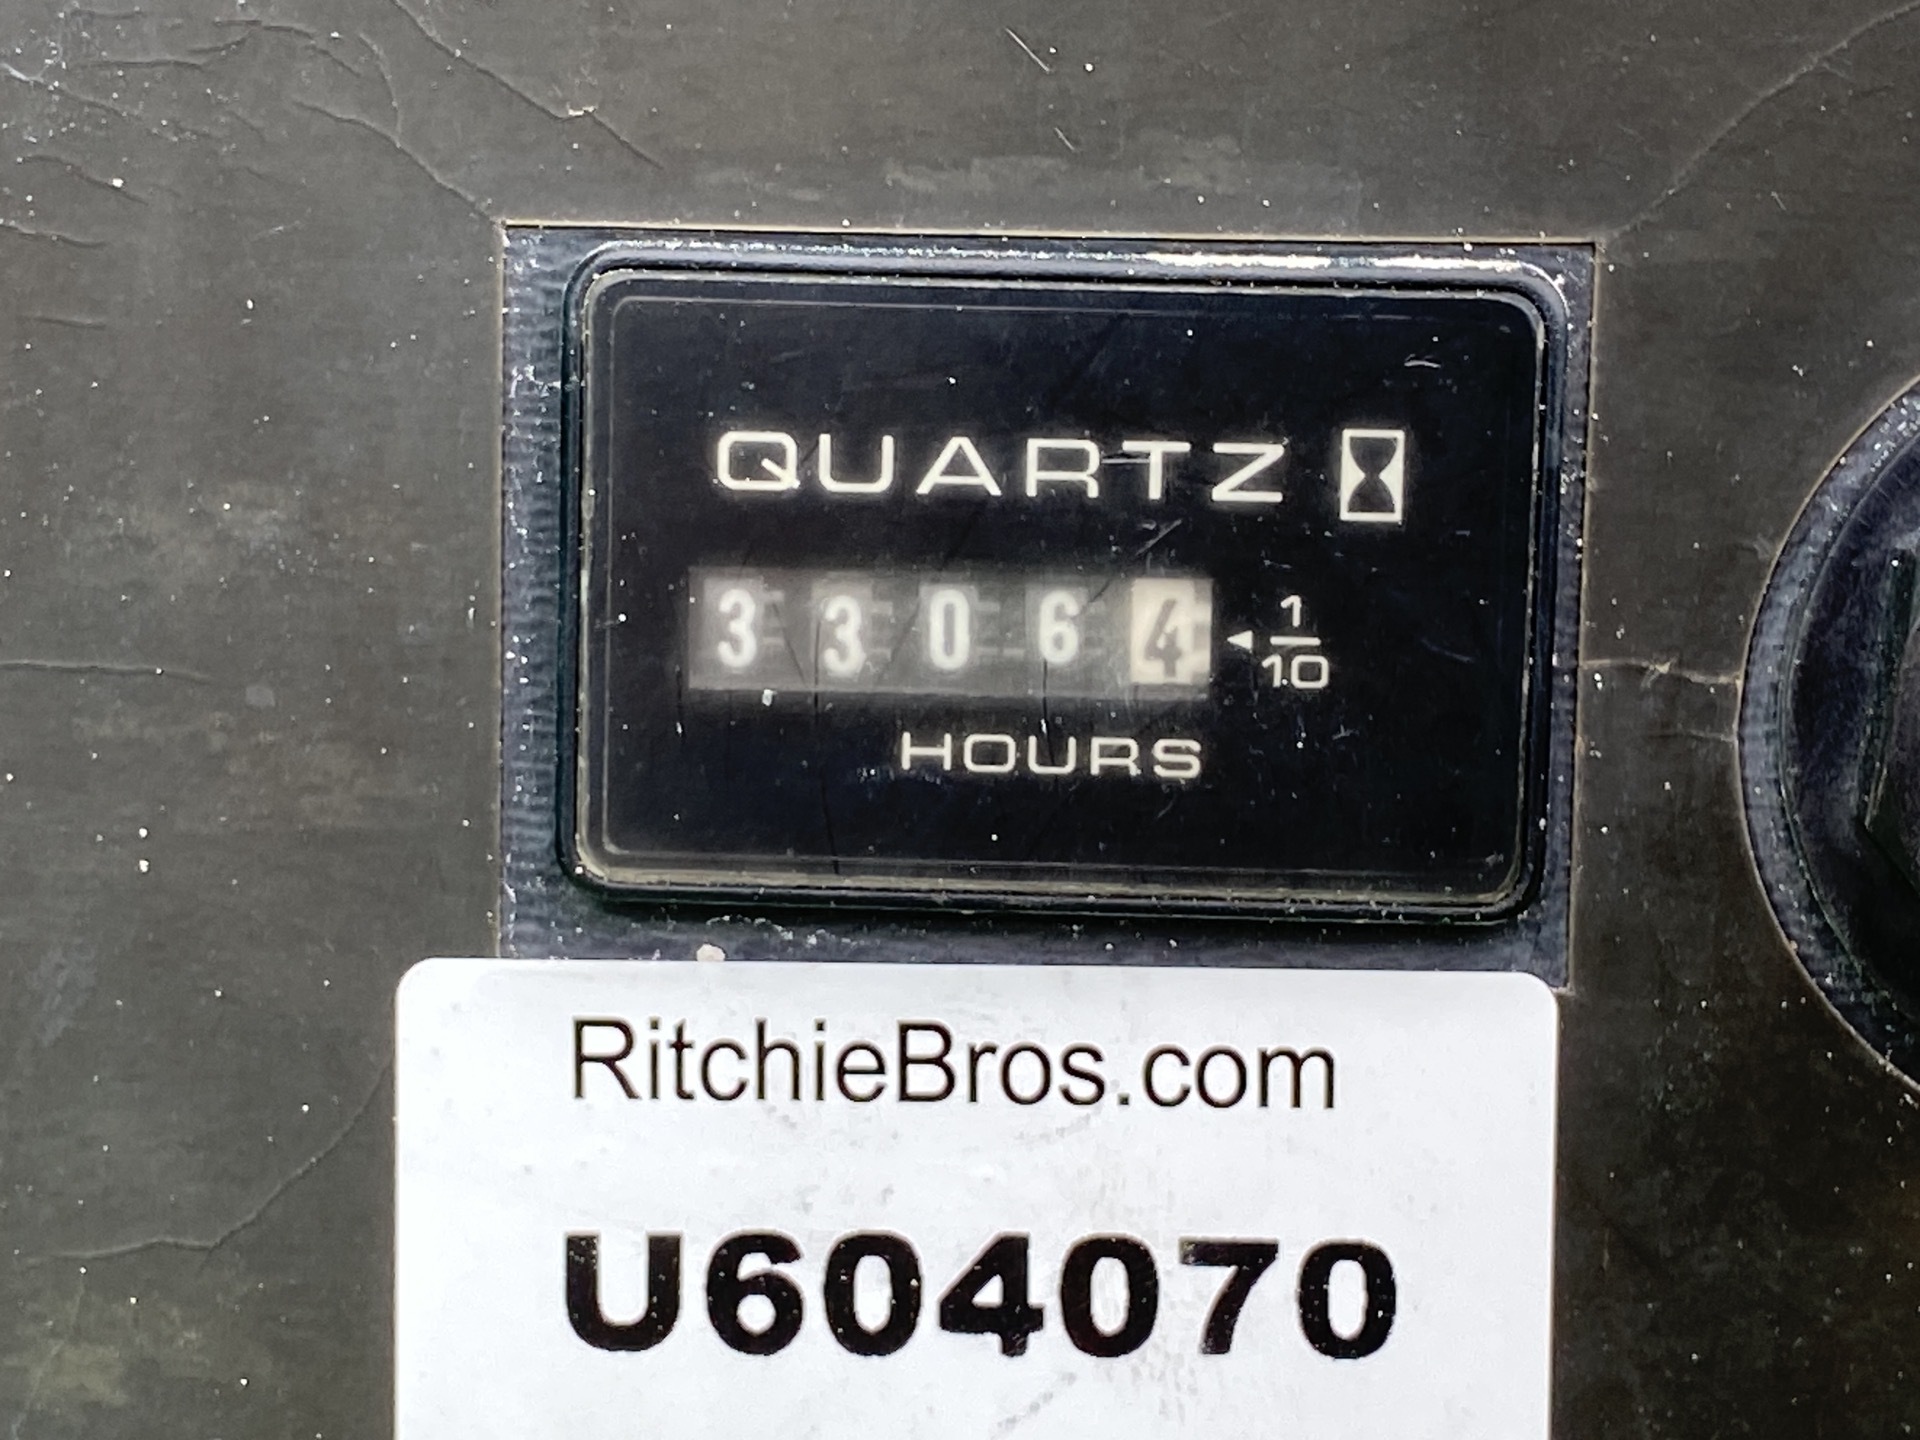 QUARTZ
33064 1/10
HOURS
RitchieBros.com
U604070